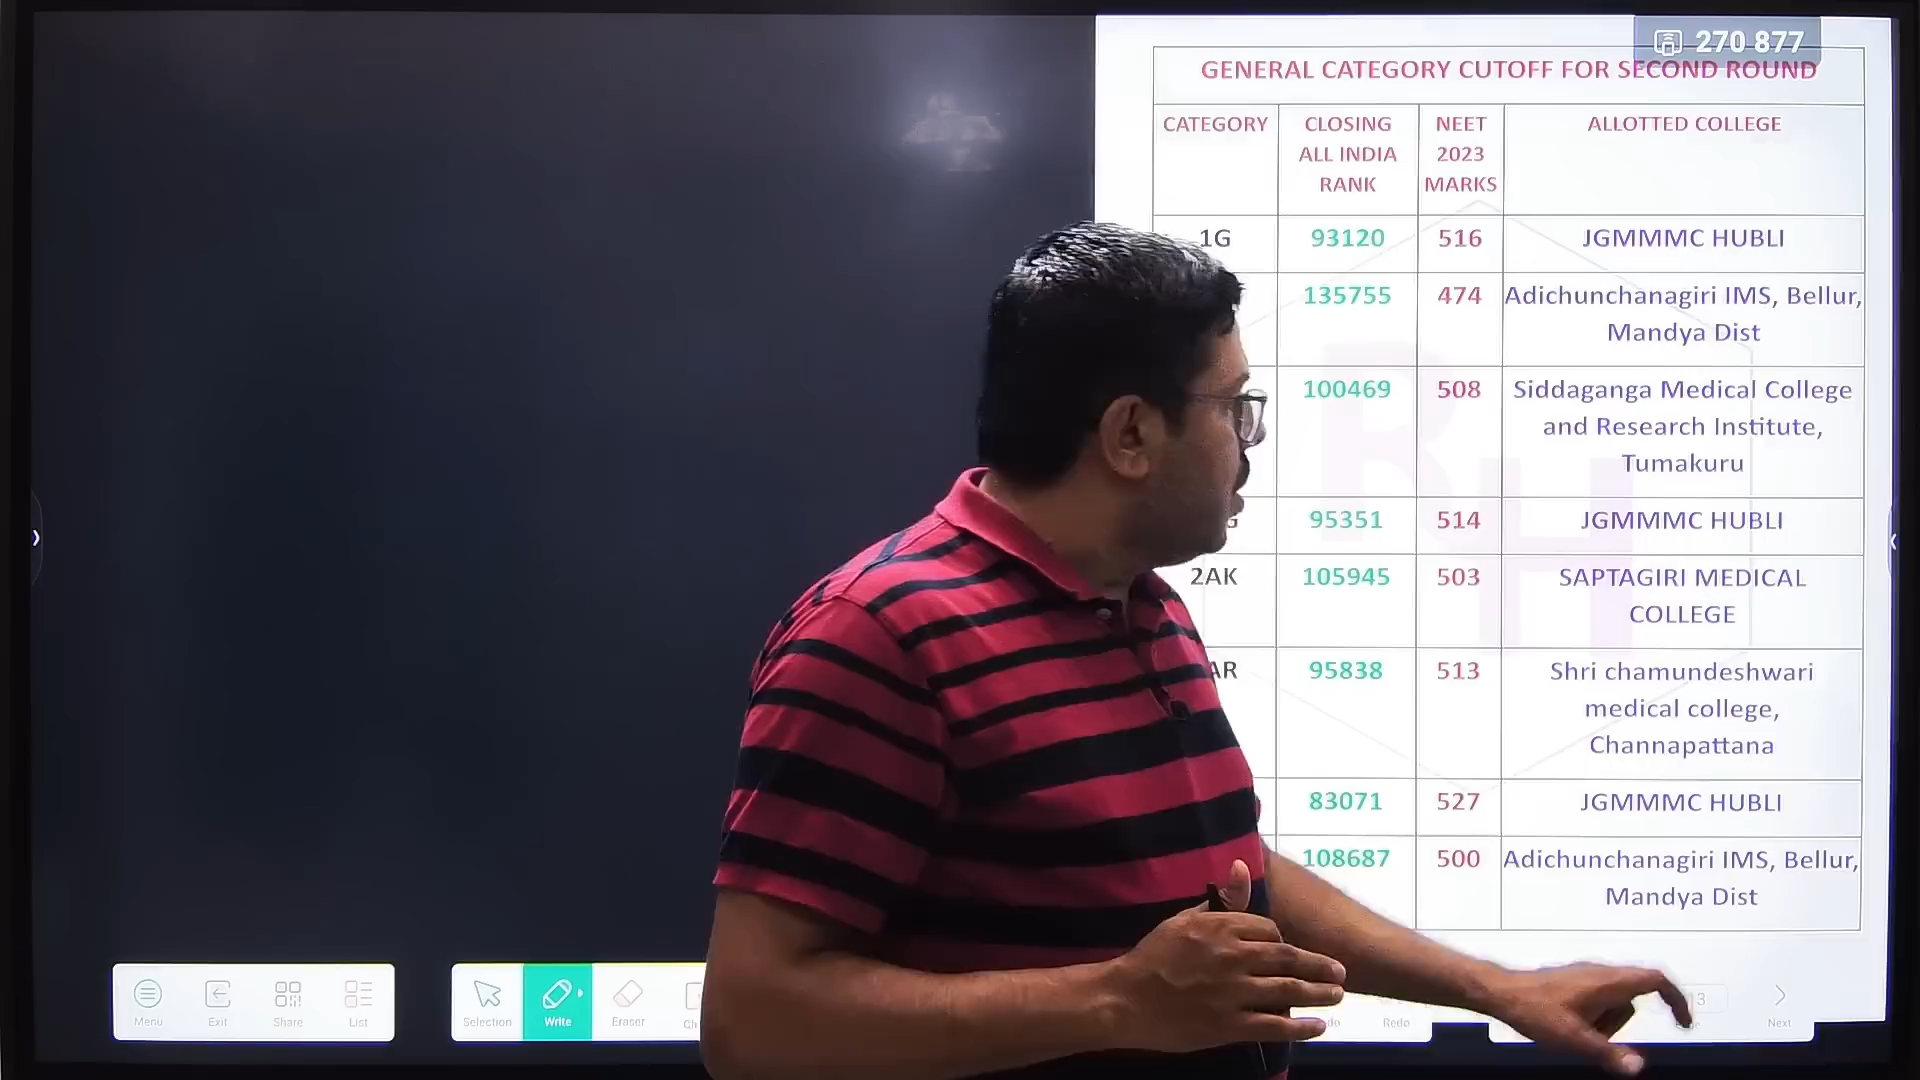 270 877
GENERAL CATEGORY CUTOFF FOR SECOND ROUND
CATEGORY
CLOSING
ALL INDIA
RANK
NEET
2023
MARKS
ALLOTTED COLLEGE
1G 93120 516 JGMMMC HUBLI
135755 474 Adichunchanagiri IMS, Bellur,
Mandya Dist
100469 508 Siddaganga Medical College
and Research Institute,
Tumakuru
95351 514 JGMMMC HUBLI
2AK 105945 503 SAPTAGIRI MEDICAL
COLLEGE
AR 95838 513 Shri chamundeshwari
medical college,
Channapattana
83071 527 JGMMMC HUBLI
108687 500 Adichunchanagiri IMS, Bellur,
Mandya Dist
RH
Menu Exit Share List Selection Write Eraser Redo Next